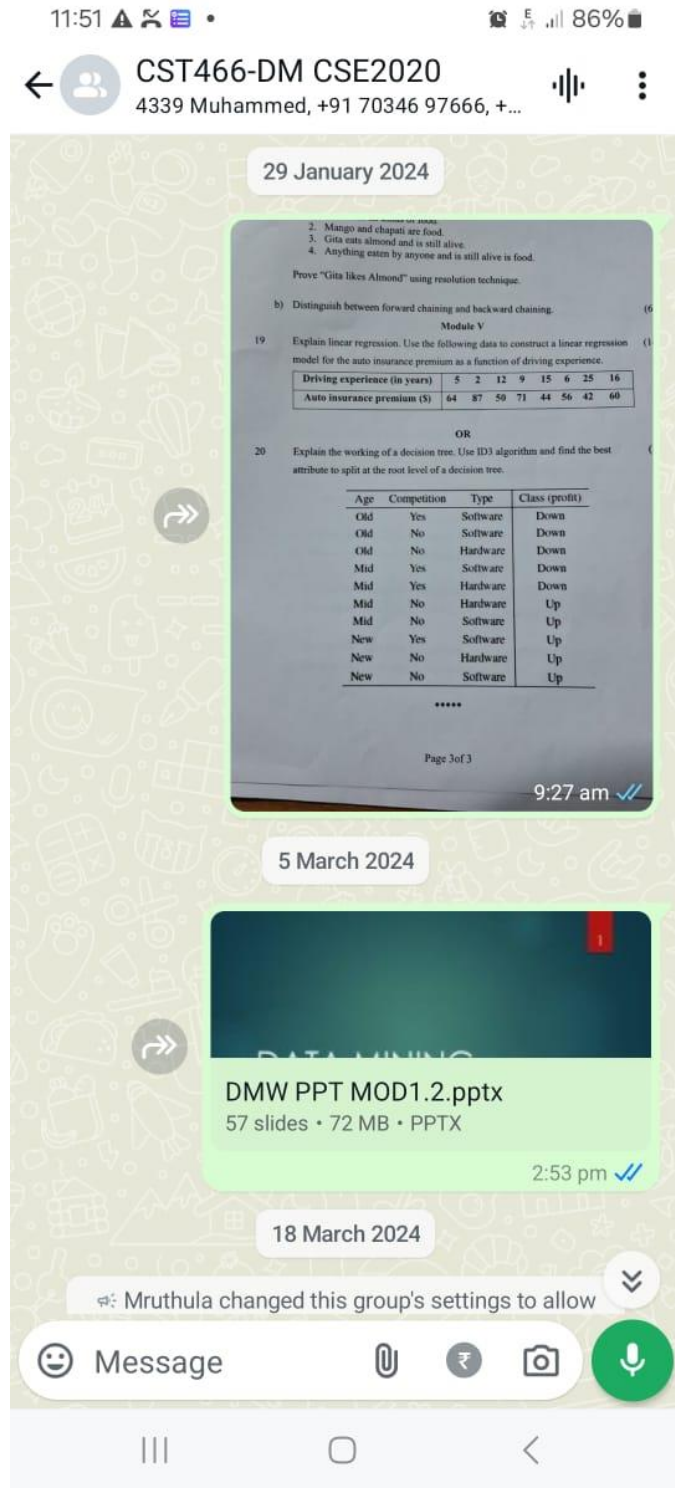 11:51
86%
CST466-DM CSE2020
4339 Muhammed, +91 70346 97666, +...
29 January 2024
2. Mango and chapati are food.
3. Gita eats almond and is still alive
4. Anything eaten by anyone and is still alive is food.
Prove "Gita likes Almond" using resolution technique.
b) Distinguish between forward chaining and backward chaining. (6
Module V
19 Explain linear regression. Use the following data to construct a linear regression (1
model for the auto insurance premium as a function of driving experience.
Driving experience (in years) 5 2 12 9 15 6 25 16
Auto insurance premium ($) 64 87 50 71 44 56 42 60
OR
20 Explain the working of a decision tree. Use ID3 algorithm and find the best (
attribute to split at the root level of a decision tree.
Age Competition Type Class (profit)
Old Yes Software Down
Old No Software Down
Old No Hardware Down
Mid Yes Software Down
Mid Yes Hardware Down
Mid No Hardware Up
Mid No Software Up
New Yes Software Up
New No Hardware Up
New No Software Up
*****
Page 3of 3
9:27 am
5 March 2024
1
DATA MINING
DMW PPT MOD1.2.pptx
57 slides • 72 MB • PPTX
2:53 pm
18 March 2024
Mruthula changed this group's settings to allow
Message